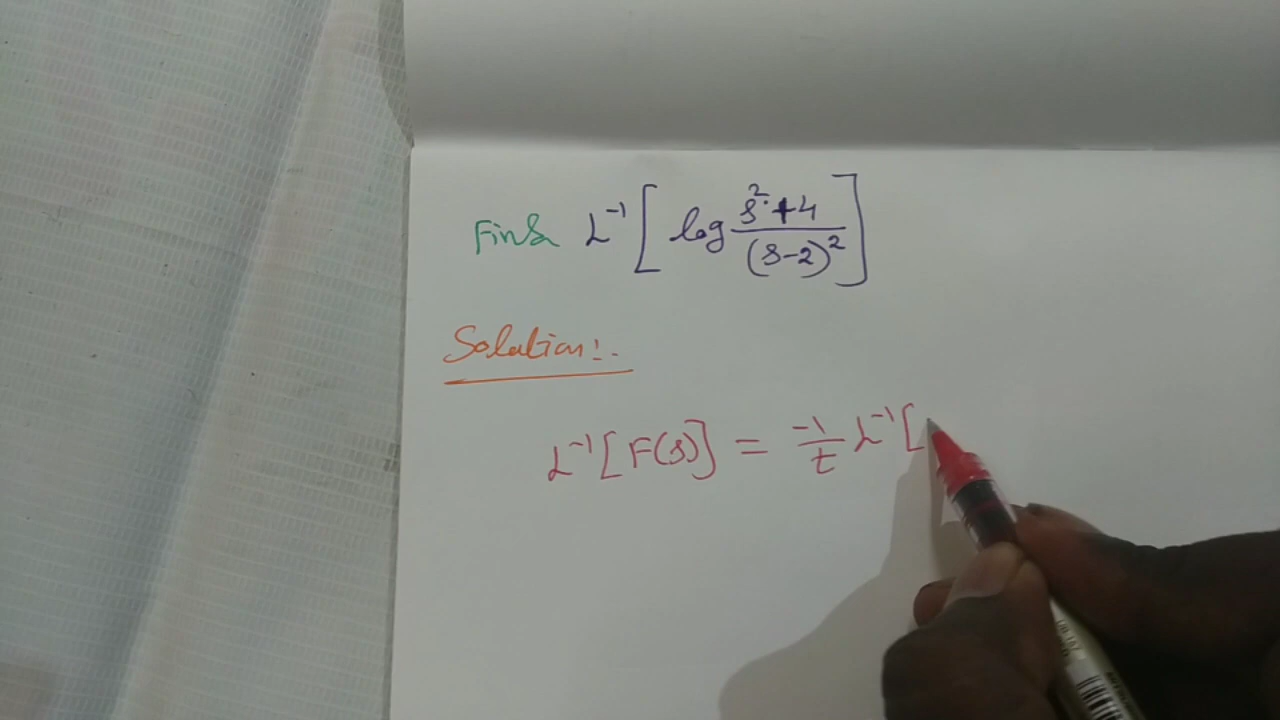 Find L⁻¹[ log (s²+4)/(s-2)² ]
Solution:.
L⁻¹[F(s)] = -1/t L⁻¹[